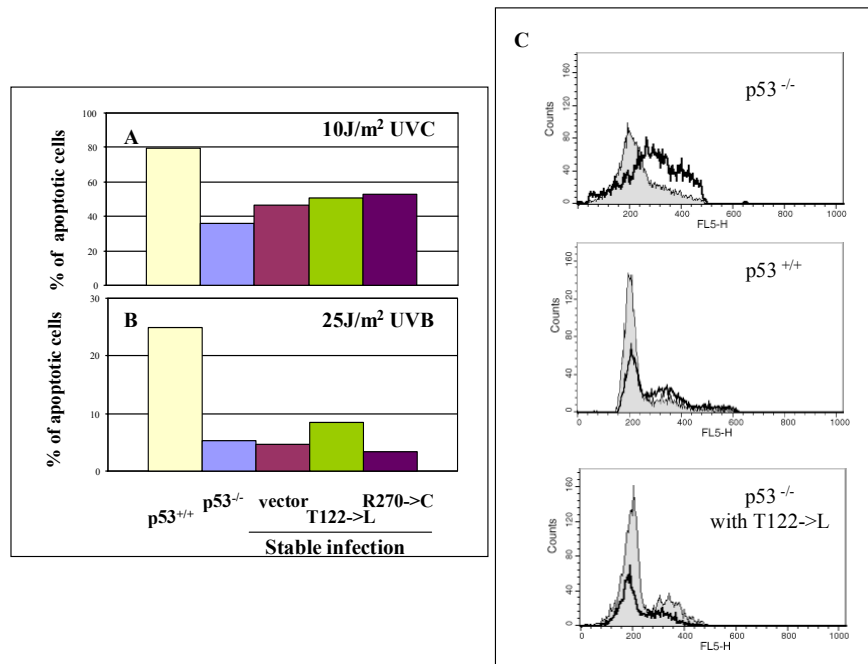 A
10J/m² UVC
% of apoptotic cells
100
80
60
40
20
0
B
25J/m² UVB
% of apoptotic cells
30
20
10
0
p53+/+
p53-/-
vector
T122->L
R270->C
Stable infection
C
p53 -/-
Counts
160
120
80
40
0
0 200 400 600 800 1000
FL5-H
p53 +/+
Counts
160
120
80
40
0
0 200 400 600 800 1000
FL5-H
p53 -/-
with T122->L
Counts
160
120
80
40
0
0 200 400 600 800 1000
FL5-H